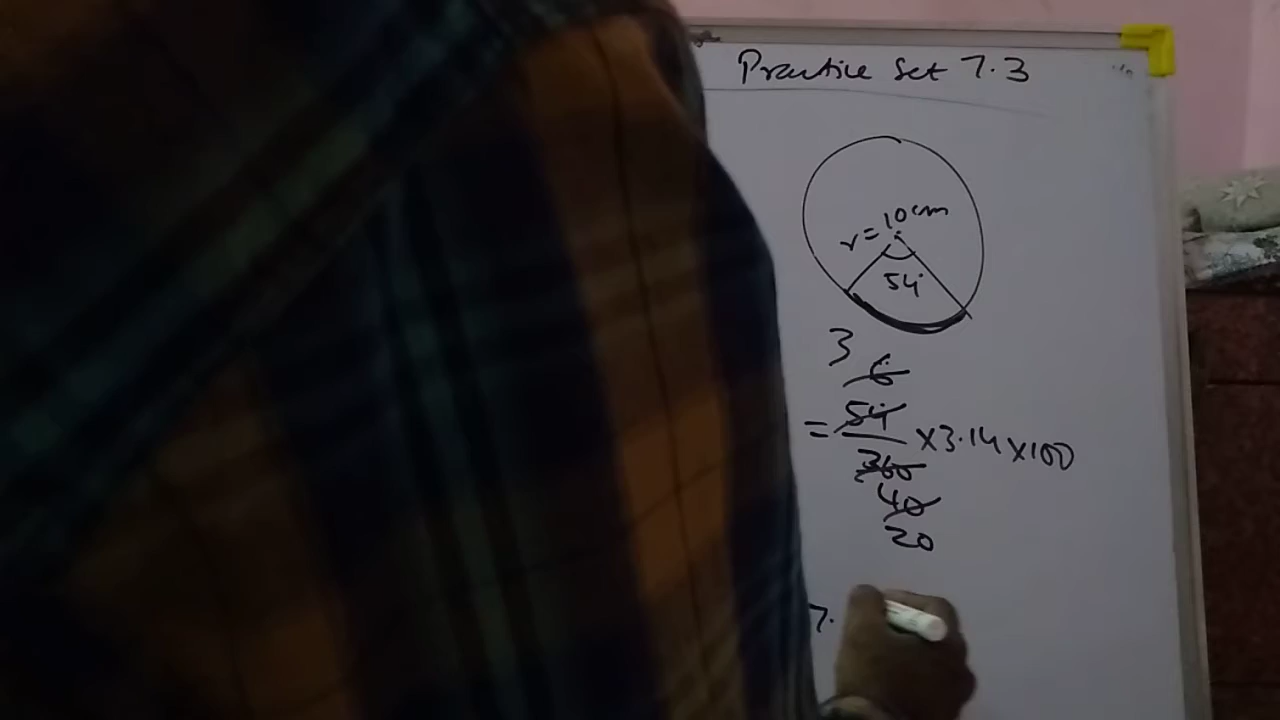 Practice Set 7.3
10cm
r=
54°
3 6
= 54 ×3.14×100
360
40
20
7.